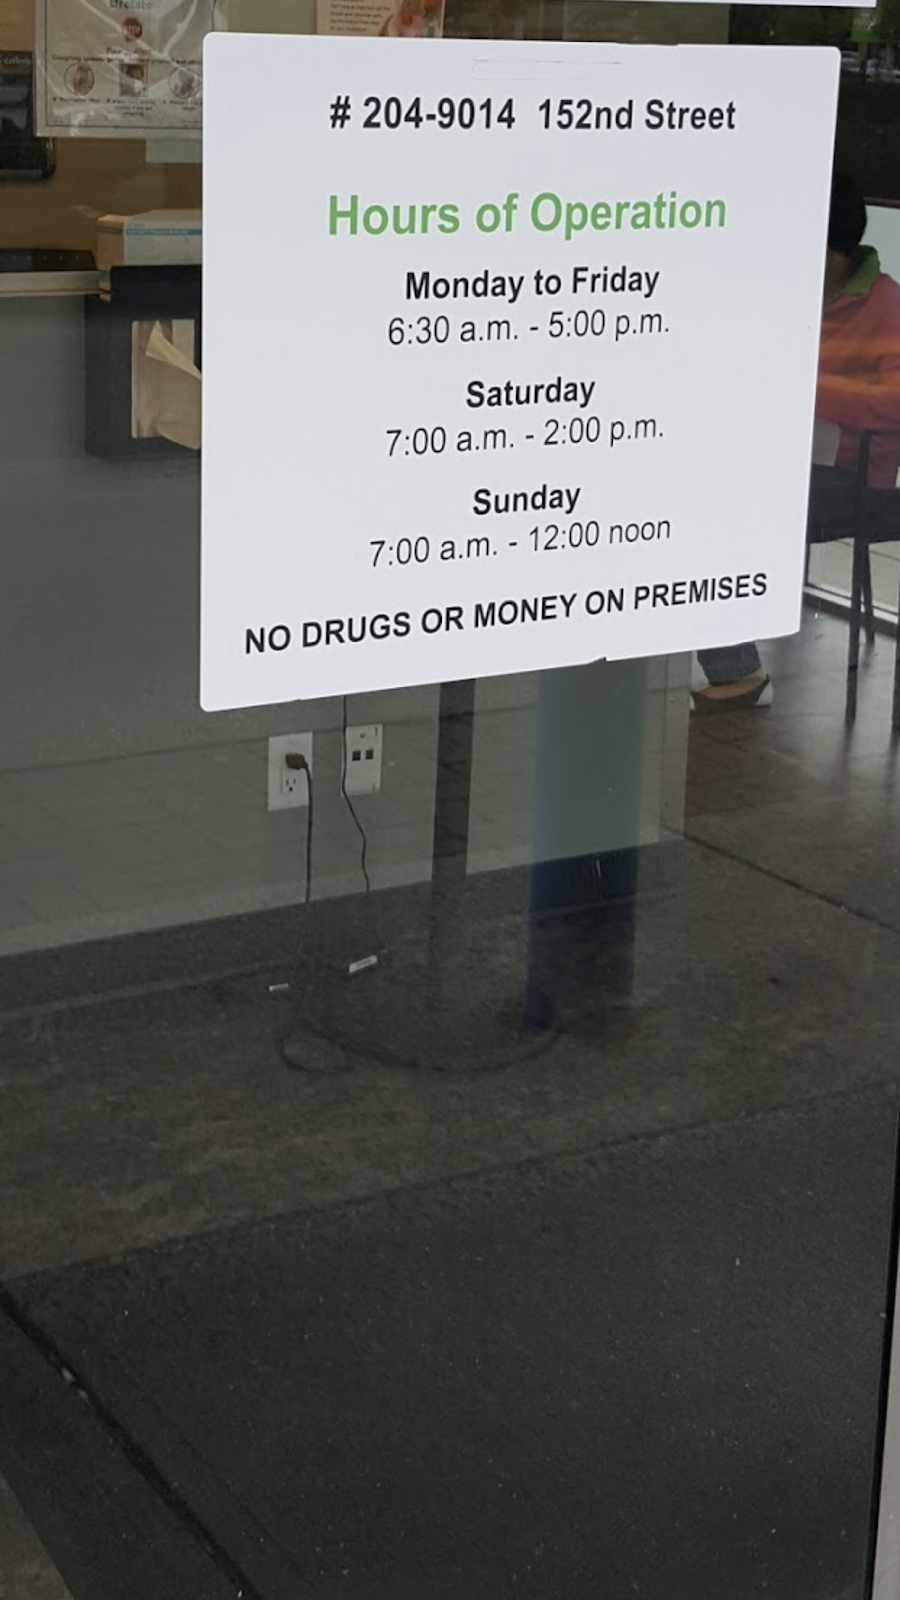 LifeLabs
# 204-9014 152nd Street
Hours of Operation
Monday to Friday
6:30 a.m. - 5:00 p.m.
Saturday
7:00 a.m. - 2:00 p.m.
Sunday
7:00 a.m. - 12:00 noon
NO DRUGS OR MONEY ON PREMISES